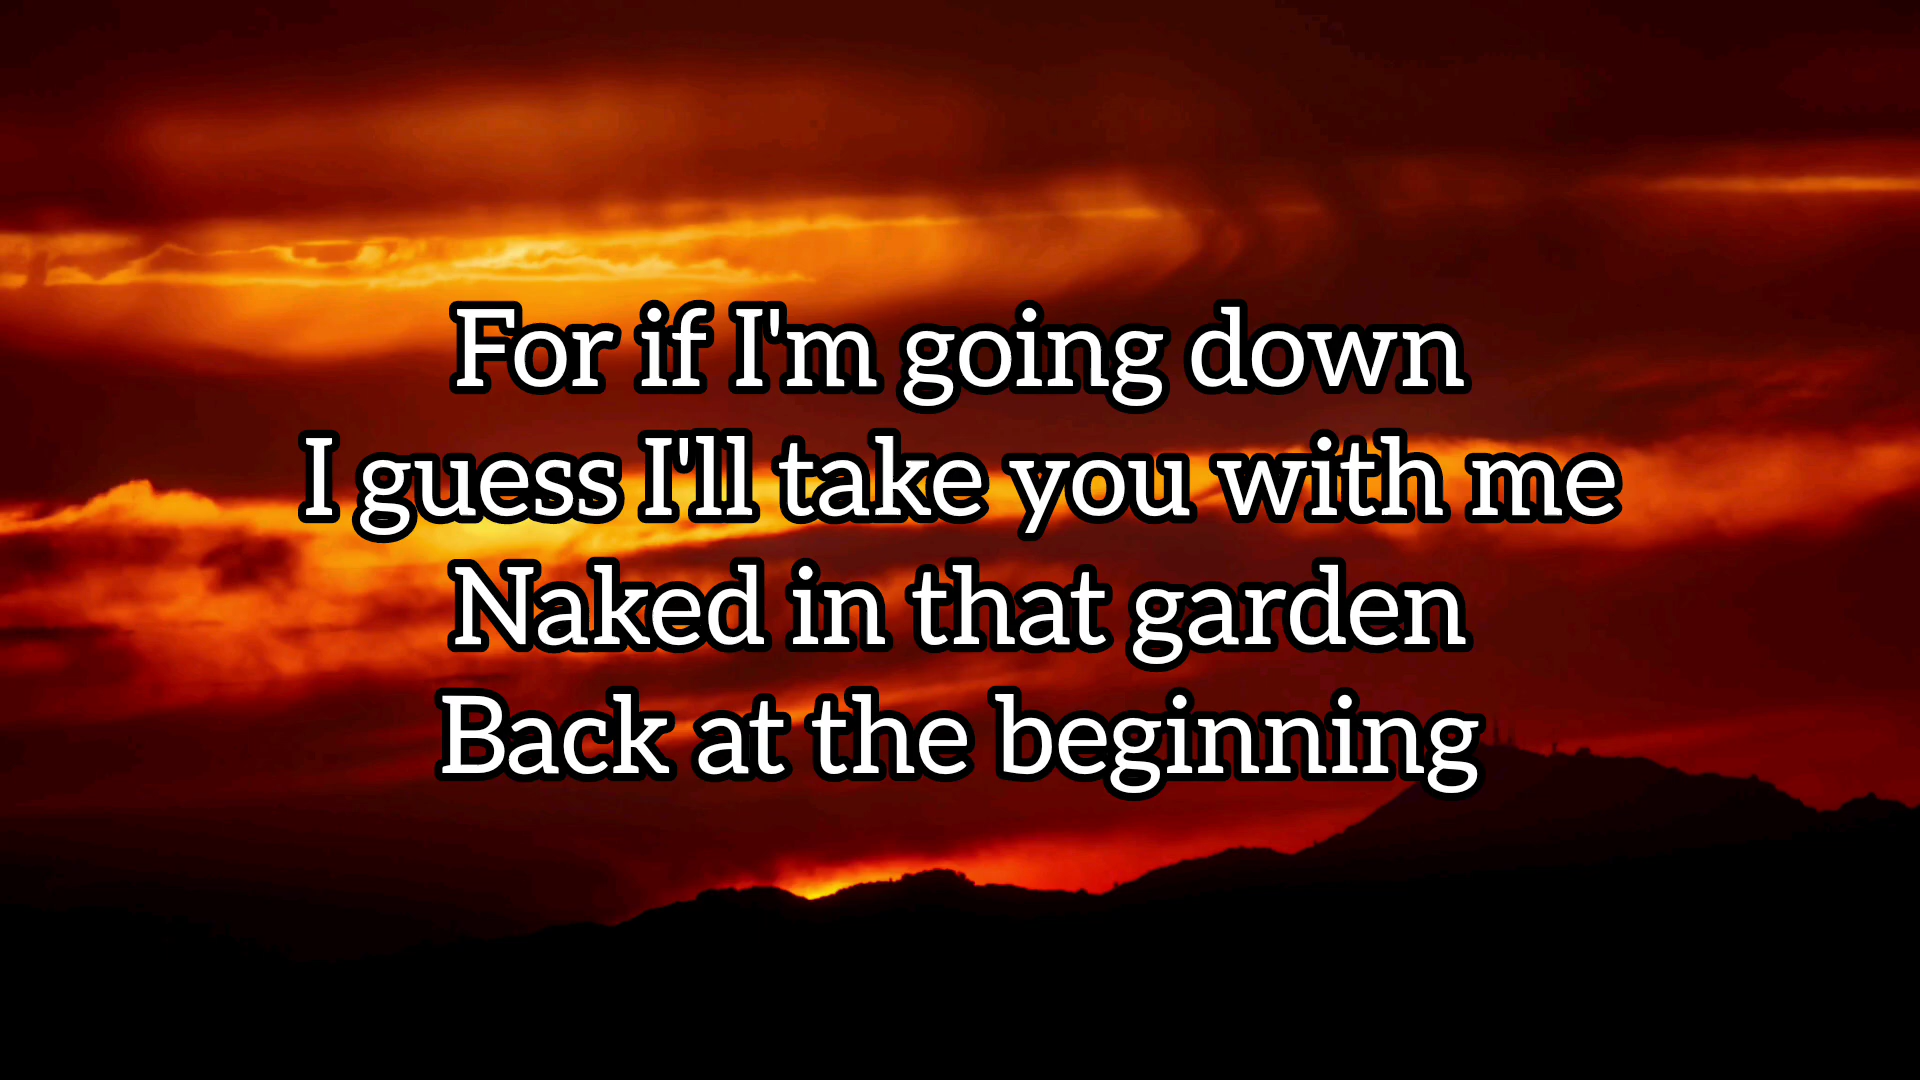 For if I'm going down
I guess I'll take you with me
Naked in that garden
Back at the beginning